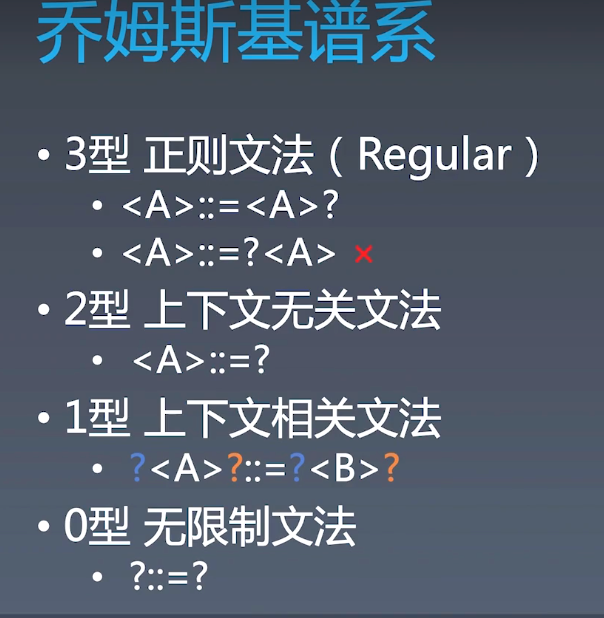 乔姆斯基谱系
• 3型 正则文法（Regular）
• <A>::=<A>?
• <A>::=?<A> ×
• 2型 上下文无关文法
• <A>::=?
• 1型 上下文相关文法
• ?<A>?::=?<B>?
• 0型 无限制文法
• ?::=?